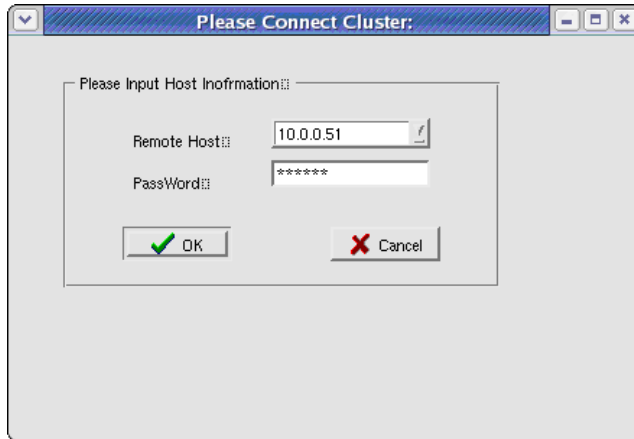 Please Connect Cluster:
Please Input Host Inofrmation
Remote Host
10.0.0.51
PassWord
******
OK
Cancel